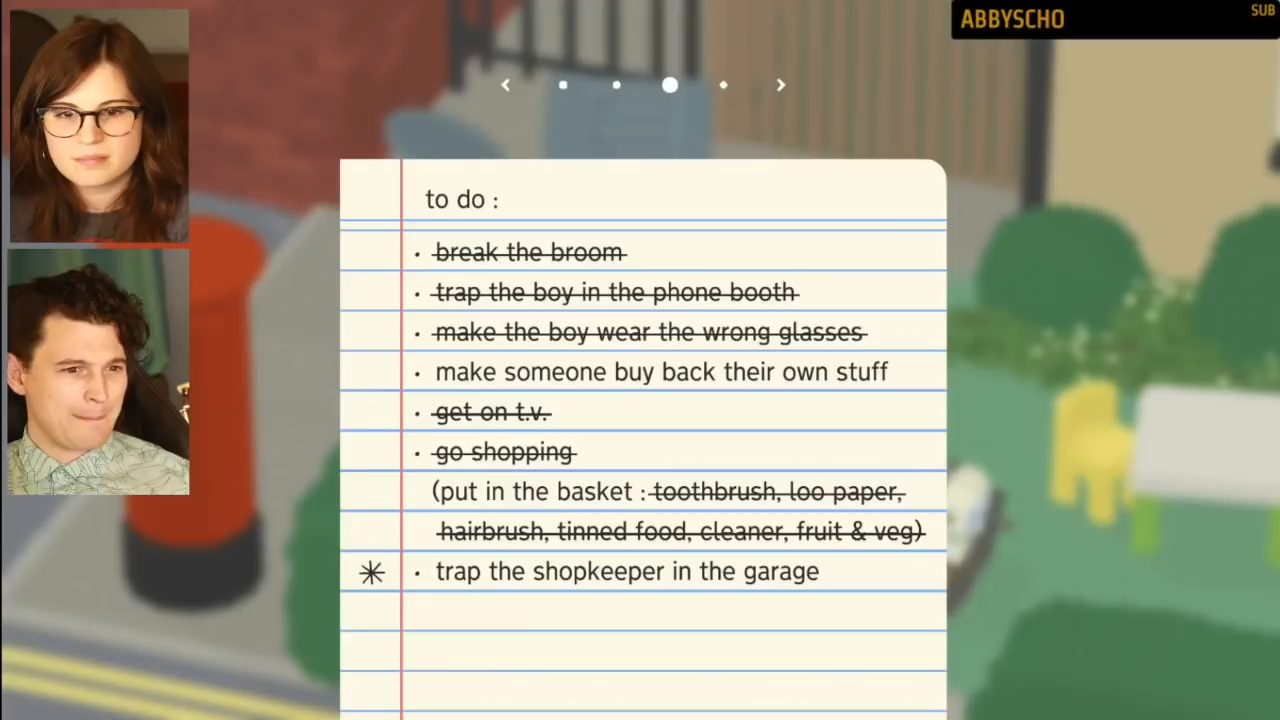 ABBYSCHO
SUB
to do :
· break the broom
· trap the boy in the phone booth
· make the boy wear the wrong glasses
· make someone buy back their own stuff
· get on t.v.
· go shopping
(put in the basket : toothbrush, loo paper,
hairbrush, tinned food, cleaner, fruit & veg)
· trap the shopkeeper in the garage